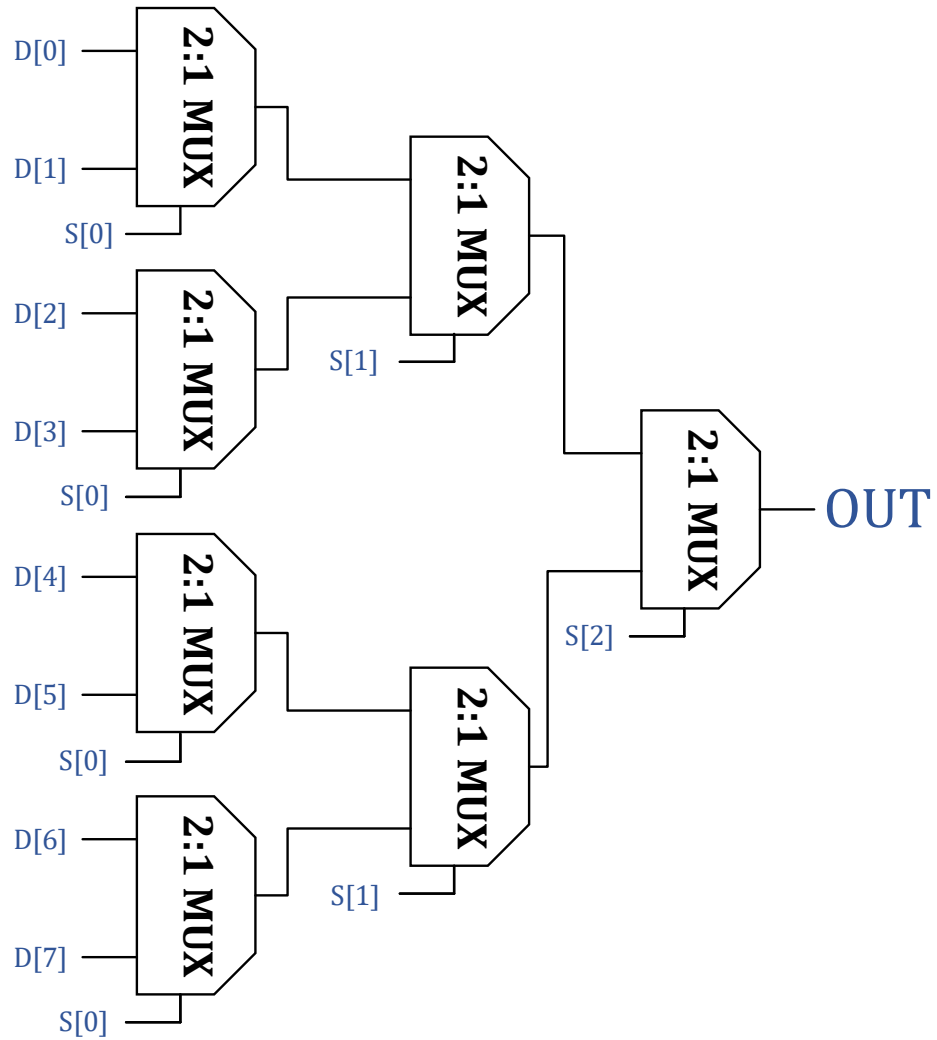 D[0]
2:1 MUX
D[1]
S[0]
2:1 MUX
S[1]
D[2]
2:1 MUX
D[3]
S[0]
2:1 MUX
OUT
S[2]
D[4]
2:1 MUX
D[5]
S[0]
2:1 MUX
S[1]
D[6]
2:1 MUX
D[7]
S[0]